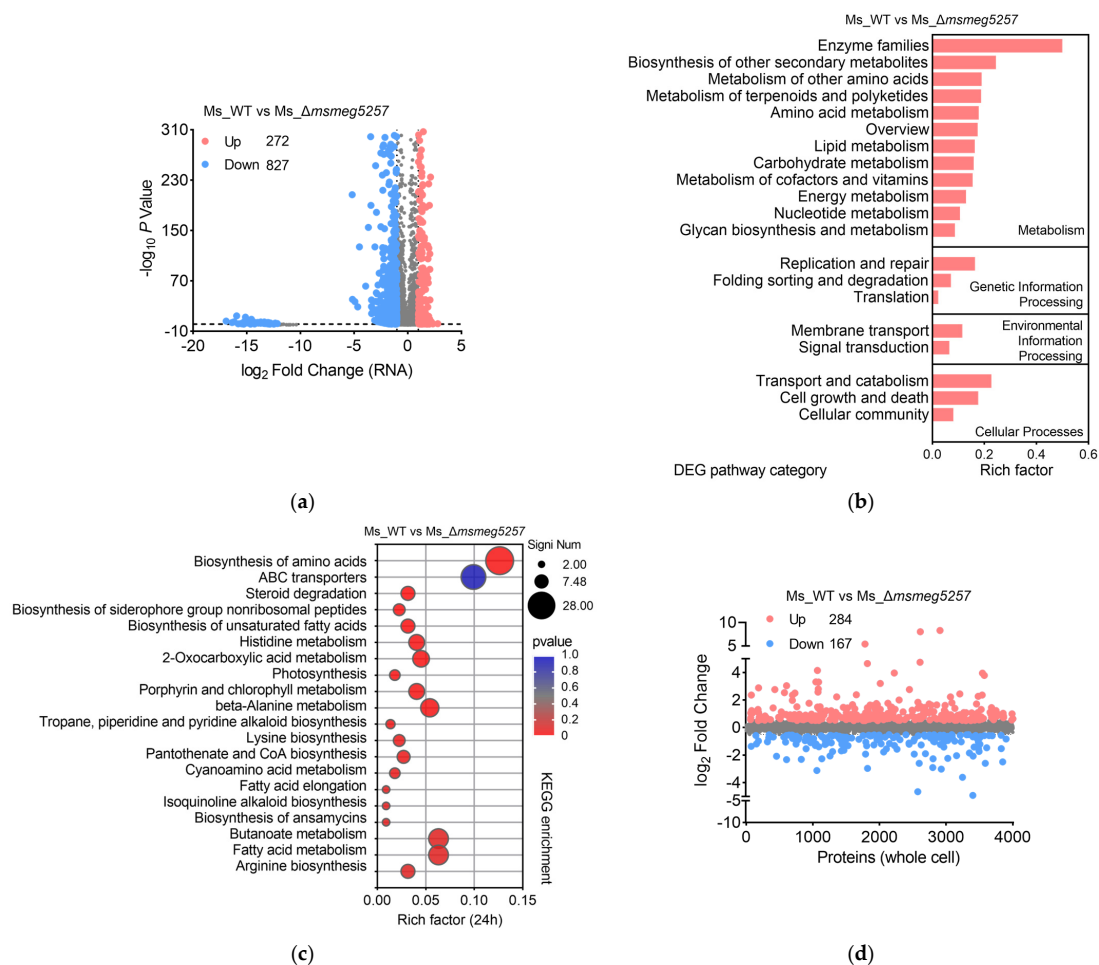 Ms_WT vs Ms_Δmsmeg5257
Up 272
Down 827
310
230
150
70
-10
-log10 P Value
-20 -15 -10 -5 0 5
log2 Fold Change (RNA)
(a)
Ms_WT vs Ms_Δmsmeg5257
Enzyme families
Biosynthesis of other secondary metabolites
Metabolism of other amino acids
Metabolism of terpenoids and polyketides
Amino acid metabolism
Overview
Lipid metabolism
Carbohydrate metabolism
Metabolism of cofactors and vitamins
Energy metabolism
Nucleotide metabolism
Glycan biosynthesis and metabolism
Metabolism
Replication and repair
Folding sorting and degradation
Translation
Genetic Information
Processing
Membrane transport
Signal transduction
Environmental
Information
Processing
Transport and catabolism
Cell growth and death
Cellular community
Cellular Processes
0.0 0.2 0.4 0.6
DEG pathway category
Rich factor
(b)
Ms_WT vs Ms_Δmsmeg5257
Biosynthesis of amino acids
ABC transporters
Steroid degradation
Biosynthesis of siderophore group nonribosomal peptides
Biosynthesis of unsaturated fatty acids
Histidine metabolism
2-Oxocarboxylic acid metabolism
Photosynthesis
Porphyrin and chlorophyll metabolism
beta-Alanine metabolism
Tropane, piperidine and pyridine alkaloid biosynthesis
Lysine biosynthesis
Pantothenate and CoA biosynthesis
Cyanoamino acid metabolism
Fatty acid elongation
Isoquinoline alkaloid biosynthesis
Biosynthesis of ansamycins
Butanoate metabolism
Fatty acid metabolism
Arginine biosynthesis
0.00 0.05 0.10 0.15
Rich factor (24h)
Signi Num
2.00
7.48
28.00
pvalue
1.0
0.8
0.6
0.4
0.2
0
KEGG enrichment
(c)
Ms_WT vs Ms_Δmsmeg5257
Up 284
Down 167
10
5
4
2
0
-2
-4
-5
-10
log2 Fold Change
0 1000 2000 3000 4000
Proteins (whole cell)
(d)